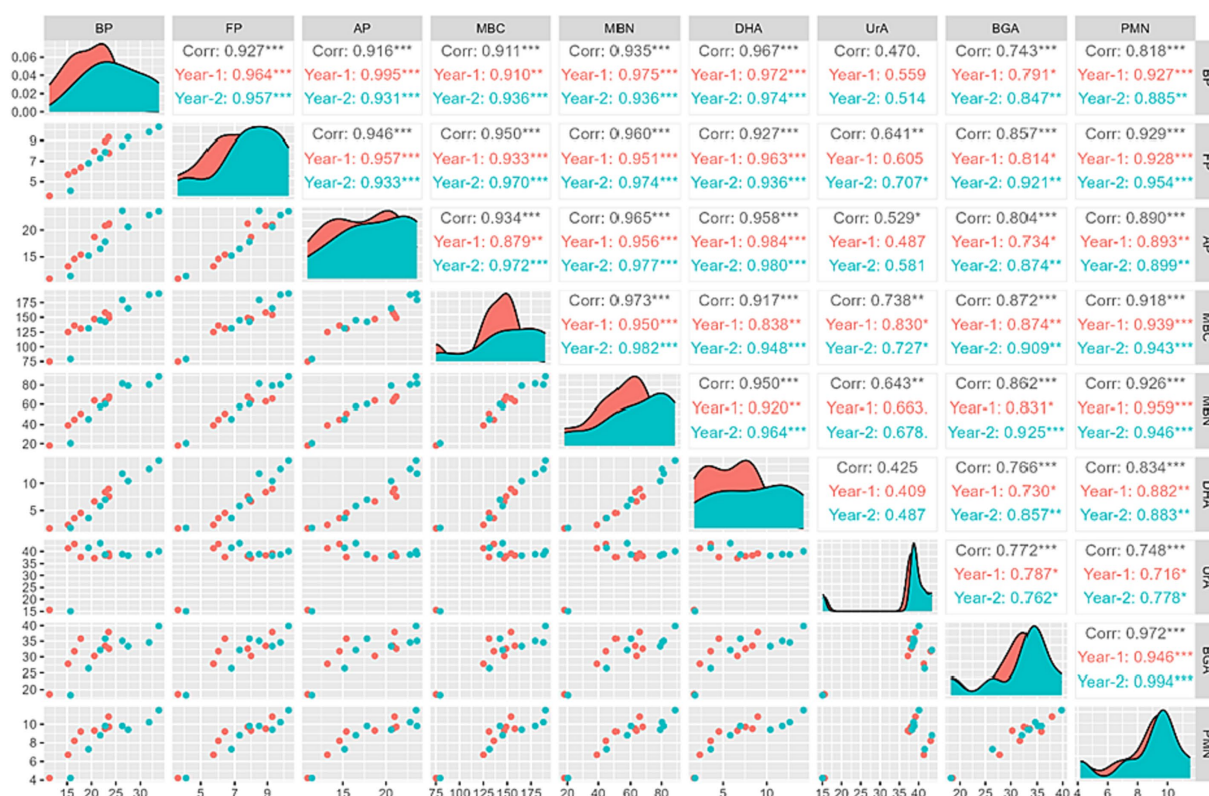 BP FP AP MBC MBN DHA UrA BGA PMN
0.06 Corr: 0.927*** Corr: 0.916*** Corr: 0.911*** Corr: 0.935*** Corr: 0.967*** Corr: 0.470. Corr: 0.743*** Corr: 0.818*** BP
0.04 Year-1: 0.964*** Year-1: 0.995*** Year-1: 0.910** Year-1: 0.975*** Year-1: 0.972*** Year-1: 0.559 Year-1: 0.791* Year-1: 0.927***
0.02 Year-2: 0.957*** Year-2: 0.931*** Year-2: 0.936*** Year-2: 0.936*** Year-2: 0.974*** Year-2: 0.514 Year-2: 0.847** Year-2: 0.885**
0.00
9 Corr: 0.946*** Corr: 0.950*** Corr: 0.960*** Corr: 0.927*** Corr: 0.641** Corr: 0.857*** Corr: 0.929*** FP
7 Year-1: 0.957*** Year-1: 0.933*** Year-1: 0.951*** Year-1: 0.963*** Year-1: 0.605 Year-1: 0.814* Year-1: 0.928***
5 Year-2: 0.933*** Year-2: 0.970*** Year-2: 0.974*** Year-2: 0.936*** Year-2: 0.707* Year-2: 0.921** Year-2: 0.954***
20 Corr: 0.934*** Corr: 0.965*** Corr: 0.958*** Corr: 0.529* Corr: 0.804*** Corr: 0.890*** AP
15 Year-1: 0.879** Year-1: 0.956*** Year-1: 0.984*** Year-1: 0.487 Year-1: 0.734* Year-1: 0.893**
Year-2: 0.972*** Year-2: 0.977*** Year-2: 0.980*** Year-2: 0.581 Year-2: 0.874** Year-2: 0.899**
175 Corr: 0.973*** Corr: 0.917*** Corr: 0.738** Corr: 0.872*** Corr: 0.918*** MBC
150 Year-1: 0.950*** Year-1: 0.838** Year-1: 0.830* Year-1: 0.874** Year-1: 0.939***
125 Year-2: 0.982*** Year-2: 0.948*** Year-2: 0.727* Year-2: 0.909** Year-2: 0.943***
100
75
80 Corr: 0.950*** Corr: 0.643** Corr: 0.862*** Corr: 0.926*** MBN
60 Year-1: 0.920** Year-1: 0.663. Year-1: 0.831* Year-1: 0.959***
40 Year-2: 0.964*** Year-2: 0.678. Year-2: 0.925*** Year-2: 0.946***
20
10 Corr: 0.425 Corr: 0.766*** Corr: 0.834*** DHA
5 Year-1: 0.409 Year-1: 0.730* Year-1: 0.882**
Year-2: 0.487 Year-2: 0.857** Year-2: 0.883**
40 Corr: 0.772*** Corr: 0.748*** UrA
35 Year-1: 0.787* Year-1: 0.716*
30 Year-2: 0.762* Year-2: 0.778*
25
20
15
40 Corr: 0.972*** BGA
35 Year-1: 0.946***
30 Year-2: 0.994***
25
20
10 PMN
8
6
4
15 20 25 30 5 7 9 15 20 75 100 125 150 175 20 40 60 80 5 10 15 20 25 30 35 40 20 25 30 35 40 4 6 8 10